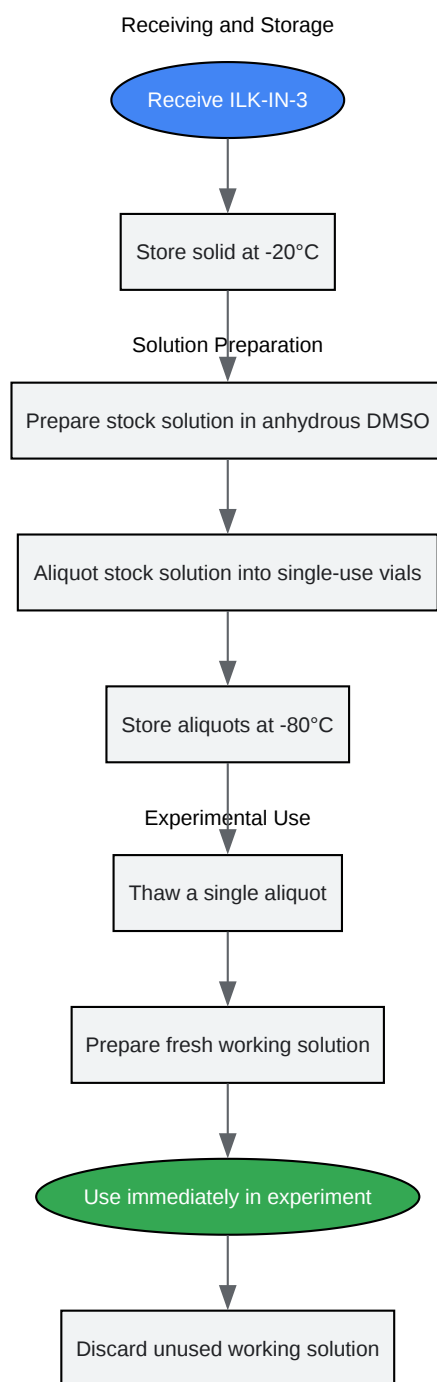 Receiving and Storage
Receive ILK-IN-3
Store solid at -20°C
Solution Preparation
Prepare stock solution in anhydrous DMSO
Aliquot stock solution into single-use vials
Store aliquots at -80°C
Experimental Use
Thaw a single aliquot
Prepare fresh working solution
Use immediately in experiment
Discard unused working solution